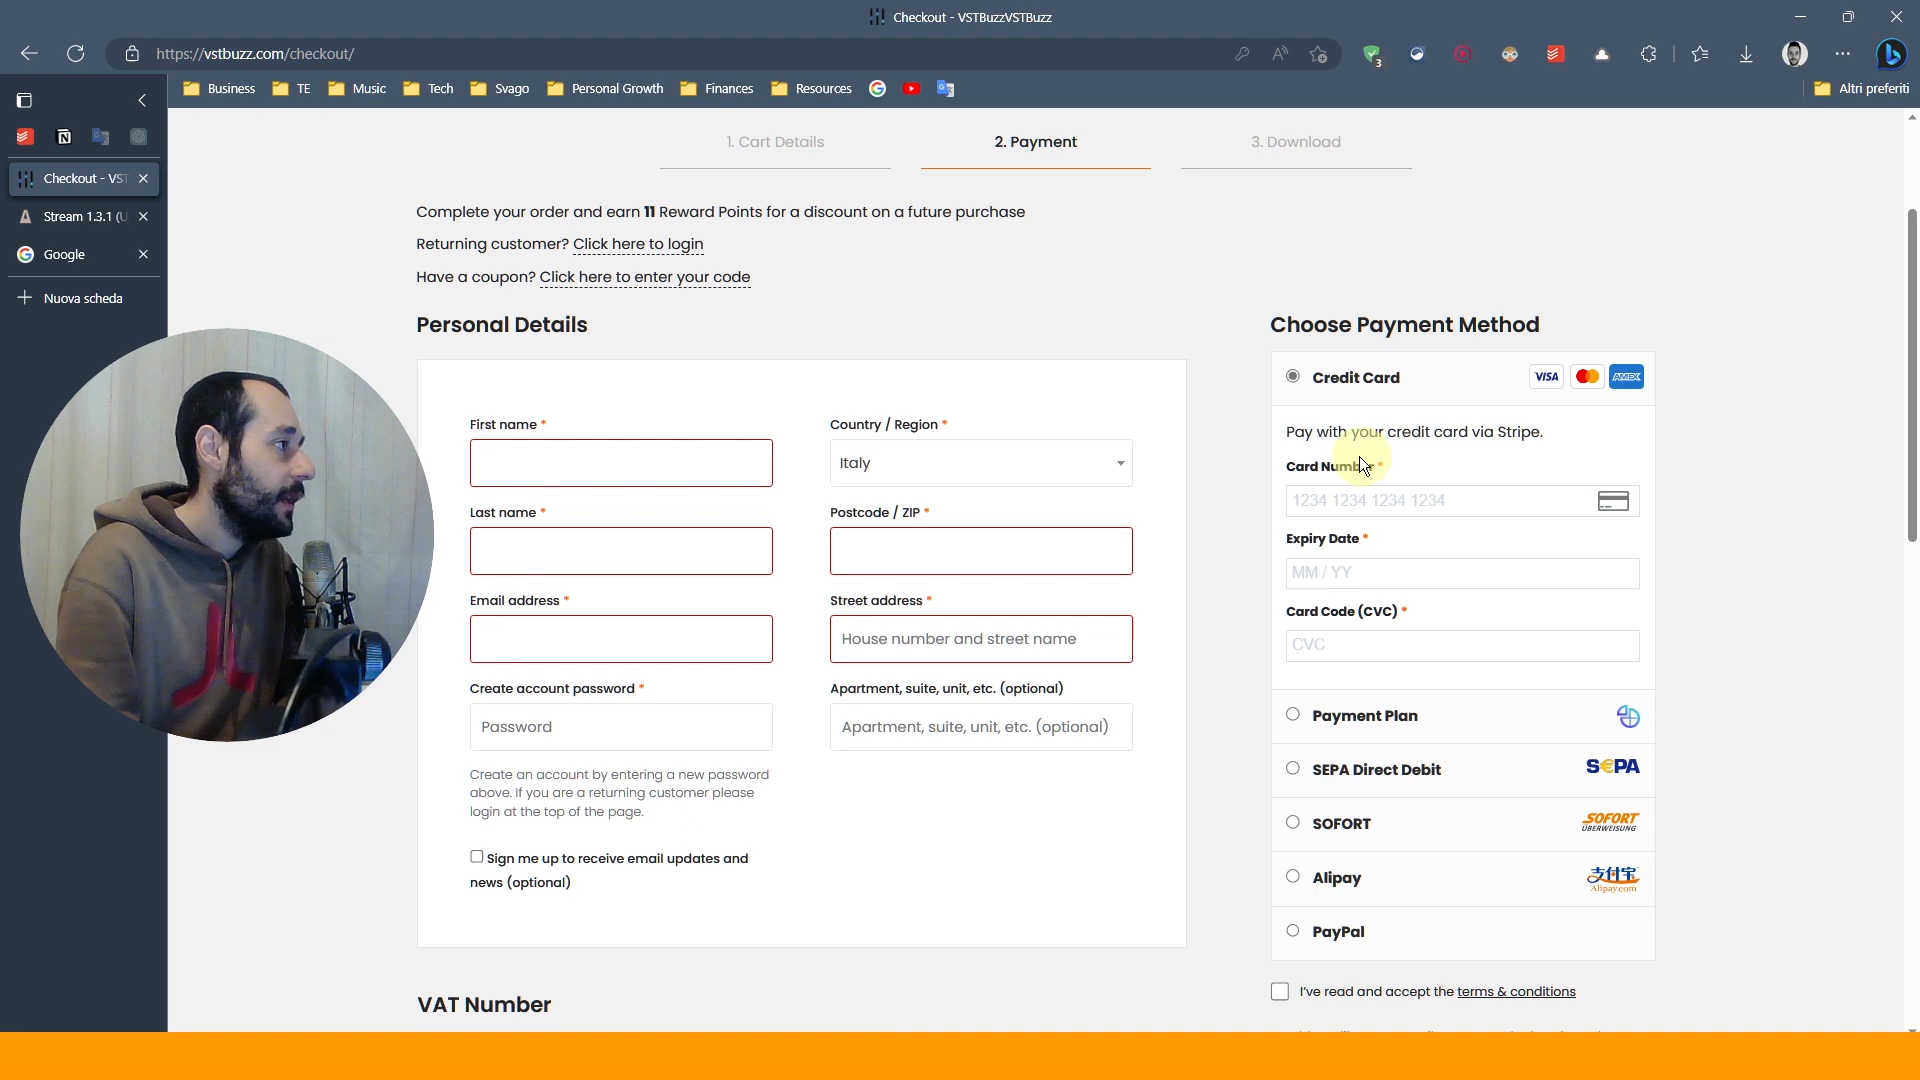 Checkout - VSTBuzzVSTBuzz
https://vstbuzz.com/checkout/
3
Business
TE
Music
Tech
Svago
Personal Growth
Finances
Resources
Altri preferiti
Checkout - VST
Stream 1.3.1 (U
Google
Nuova scheda
1. Cart Details
2. Payment
3. Download
Complete your order and earn 11 Reward Points for a discount on a future purchase
Returning customer? Click here to login
Have a coupon? Click here to enter your code
Personal Details
First name *
Last name *
Email address *
Create account password *
Password
Create an account by entering a new password
above. If you are a returning customer please
login at the top of the page.
Sign me up to receive email updates and
news (optional)
Country / Region *
Italy
Postcode / ZIP *
Street address *
House number and street name
Apartment, suite, unit, etc. (optional)
Apartment, suite, unit, etc. (optional)
VAT Number
Choose Payment Method
Credit Card
VISA
AMEX
Pay with your credit card via Stripe.
Card Number *
1234 1234 1234 1234
Expiry Date *
MM / YY
Card Code (CVC) *
CVC
Payment Plan
SEPA Direct Debit
S€PA
SOFORT
SOFORT
ÜBERWEISUNG
Alipay
支付宝
Alipay.com
PayPal
I've read and accept the terms & conditions